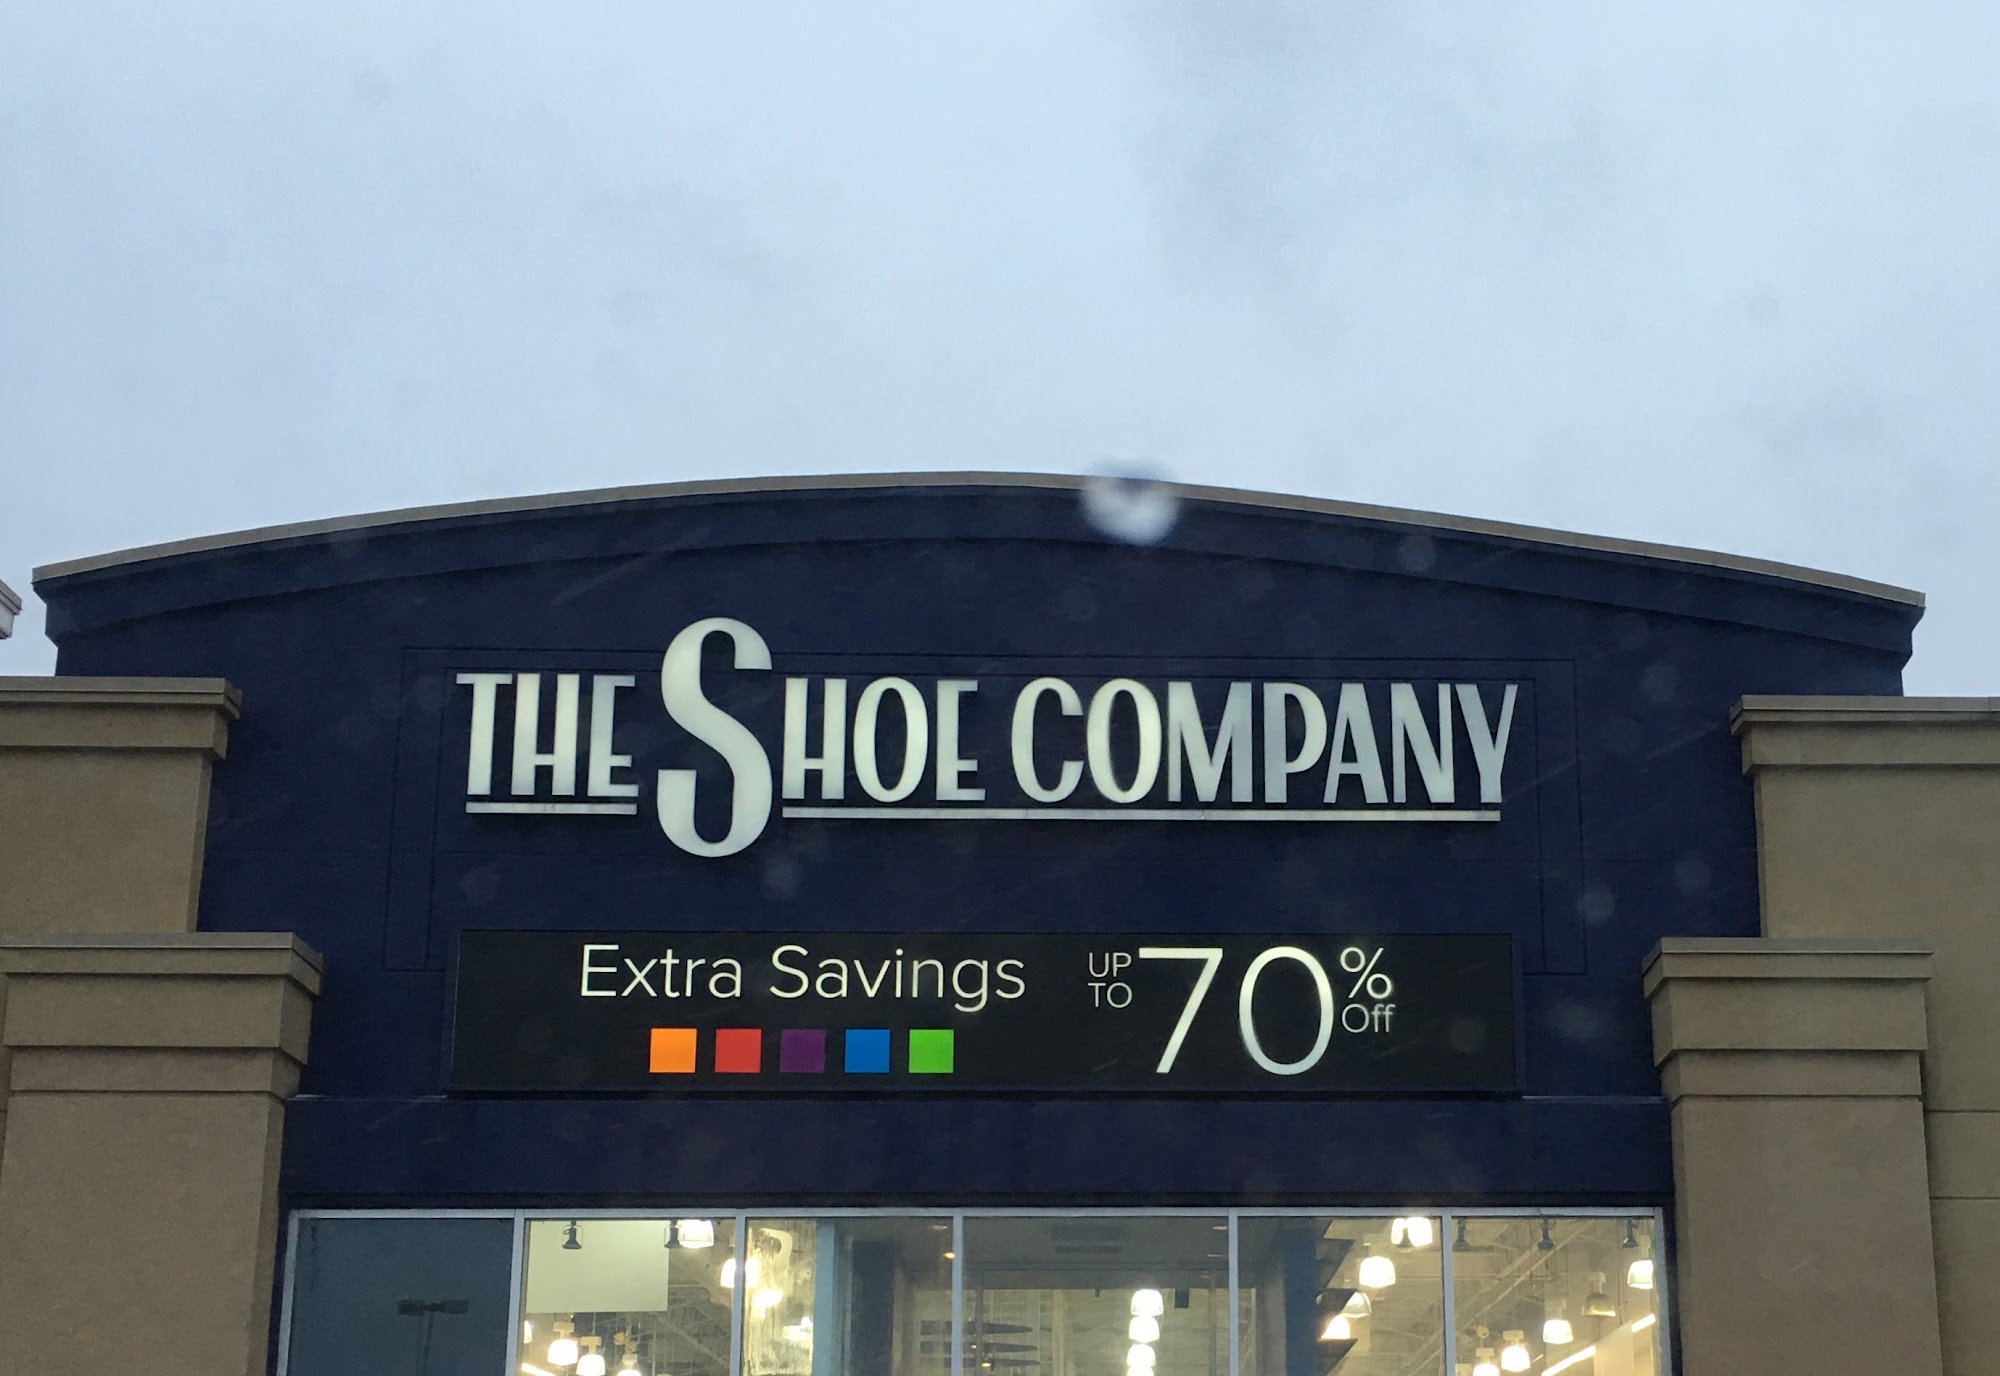 THE SHOE COMPANY
Extra Savings
UP TO 70% Off